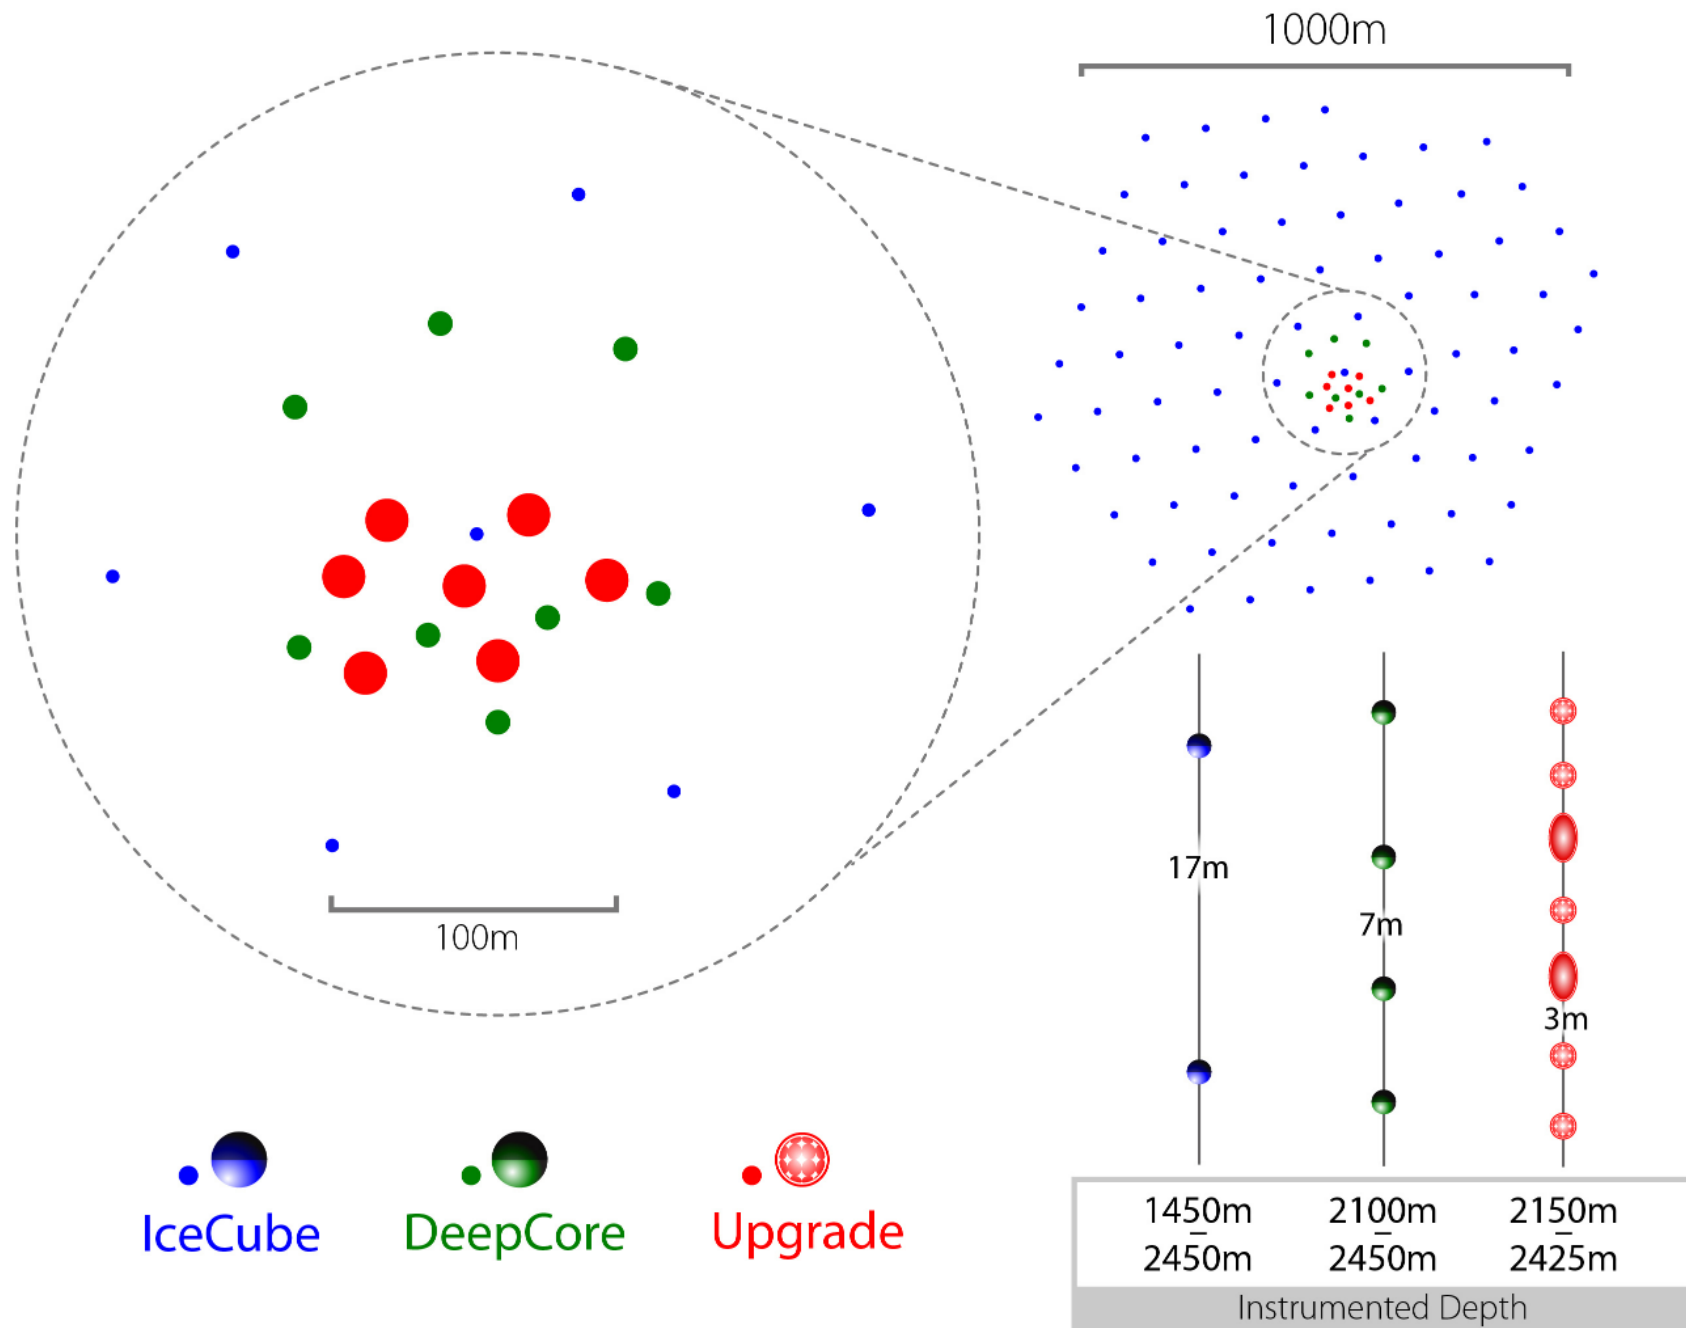 1000m
100m
17m
7m
3m
IceCube
DeepCore
Upgrade
1450m
–
2450m
2100m
–
2450m
2150m
–
2425m
Instrumented Depth